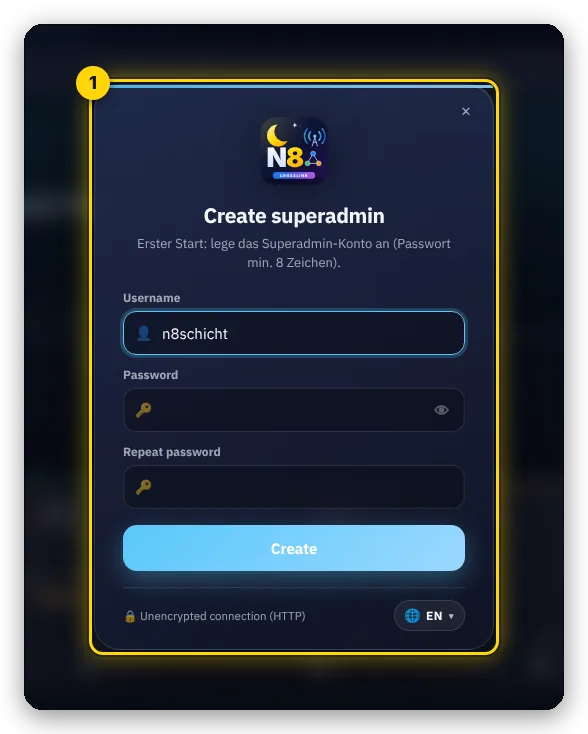 1
×
N8
CROSSLINK
Create superadmin
Erster Start: lege das Superadmin-Konto an (Passwort
min. 8 Zeichen).
Username
n8schicht
Password
Repeat password
Create
Unencrypted connection (HTTP)
EN ▾